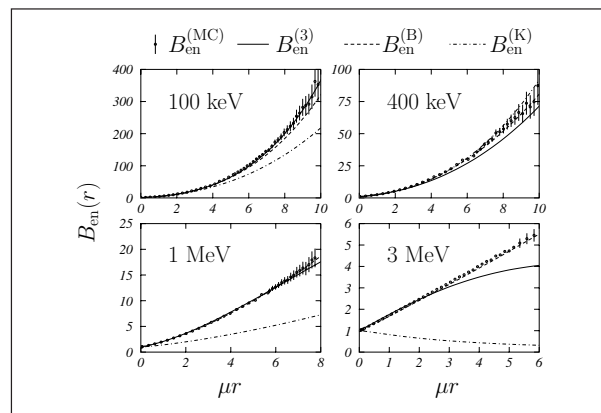 B_en^(MC) B_en^(3) B_en^(B) B_en^(K)
B_en(r)
400
300
200
100
0
100 keV
0 2 4 6 8 10
100
75
50
25
0
400 keV
0 2 4 6 8 10
25
20
15
10
5
0
1 MeV
0 2 4 6 8
μr
6
5
4
3
2
1
0
3 MeV
0 1 2 3 4 5 6
μr